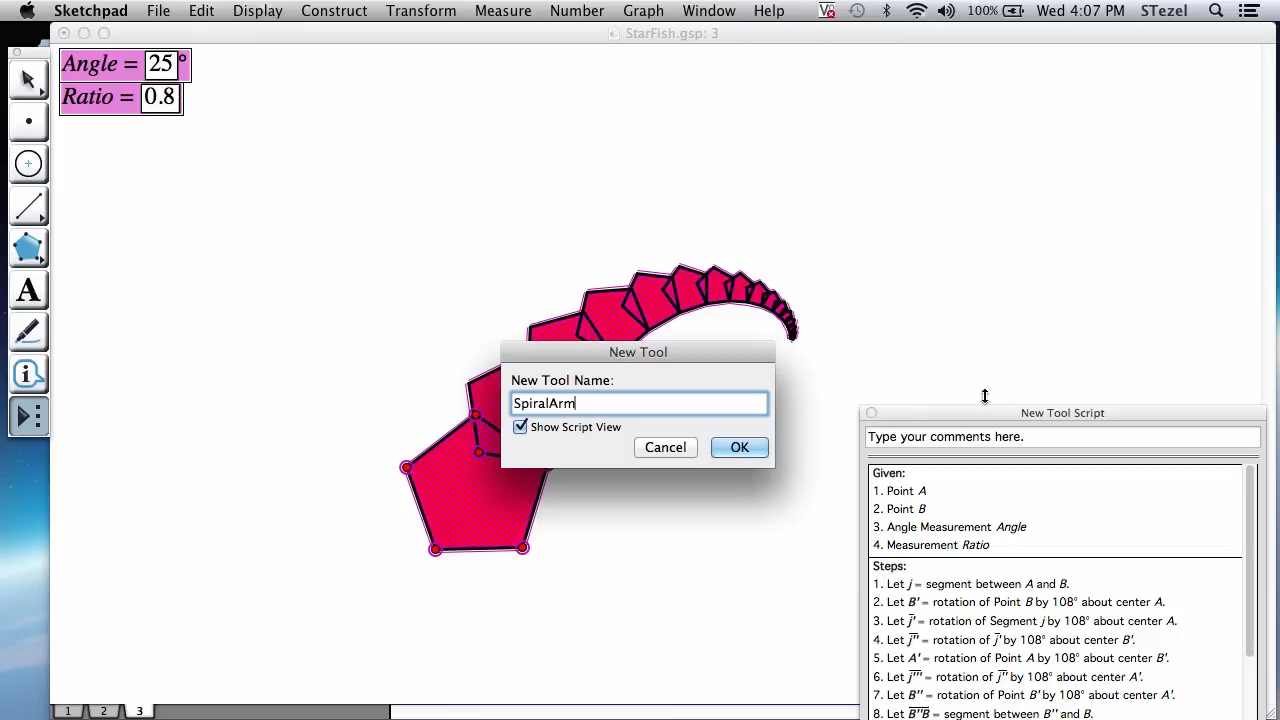 Sketchpad File Edit Display Construct Transform Measure Number Graph Window Help 100% Wed 4:07 PM STezel
StarFish.gsp: 3
Angle = 25°
Ratio = 0.8
A
New Tool
New Tool Name:
SpiralArm
Show Script View
Cancel OK
New Tool Script
Type your comments here.
Given:
1. Point A
2. Point B
3. Angle Measurement Angle
4. Measurement Ratio
Steps:
1. Let j = segment between A and B.
2. Let B' = rotation of Point B by 108° about center A.
3. Let j̅' = rotation of Segment j by 108° about center A.
4. Let j̅'' = rotation of j̅' by 108° about center B'.
5. Let A' = rotation of Point A by 108° about center B'.
6. Let j̅''' = rotation of j̅'' by 108° about center A'.
7. Let B'' = rotation of Point B' by 108° about center A'.
8. Let B''B = segment between B'' and B.
1 2 3